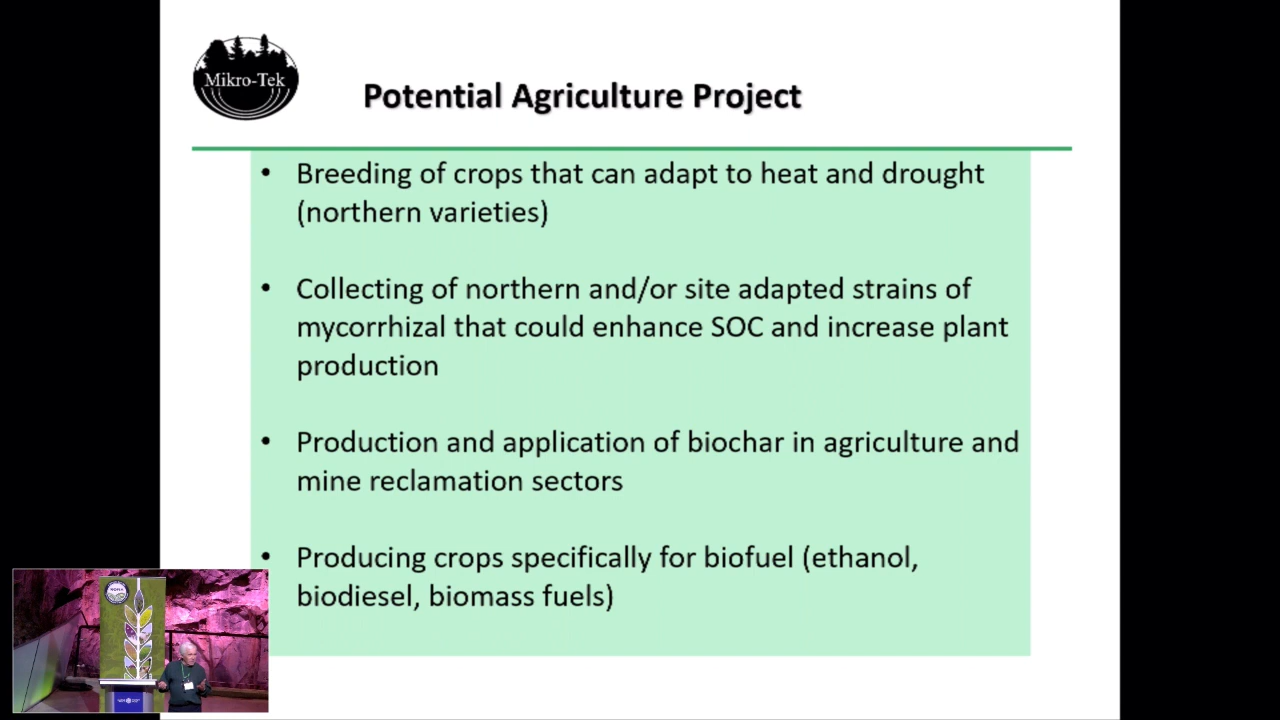 Mikro-Tek
Potential Agriculture Project
• Breeding of crops that can adapt to heat and drought
(northern varieties)
• Collecting of northern and/or site adapted strains of
mycorrhizal that could enhance SOC and increase plant
production
• Production and application of biochar in agriculture and
mine reclamation sectors
• Producing crops specifically for biofuel (ethanol,
biodiesel, biomass fuels)